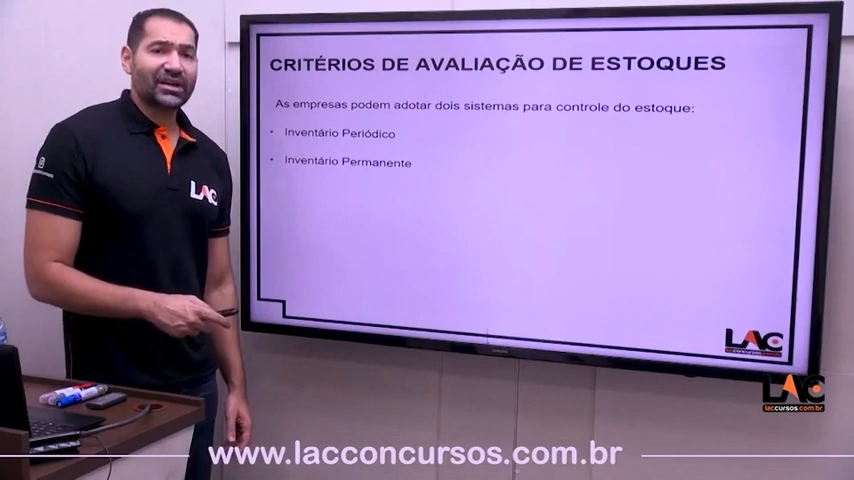 CRITÉRIOS DE AVALIAÇÃO DE ESTOQUES
As empresas podem adotar dois sistemas para controle do estoque:
• Inventário Periódico
• Inventário Permanente
LAC
LAC
LAC
laccursos.com.br
www.lacconcursos.com.br